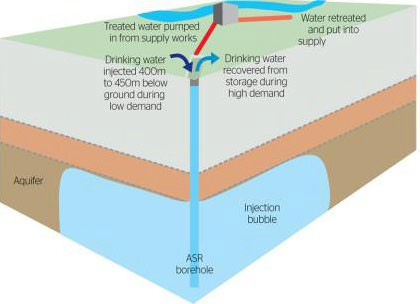 Treated water pumped
in from supply works
Water retreated
and put into
supply
Drinking water
injected 400m
to 450m below
ground during
low demand
Drinking water
recovered from
storage during
high demand
Aquifer
Injection
bubble
ASR
borehole